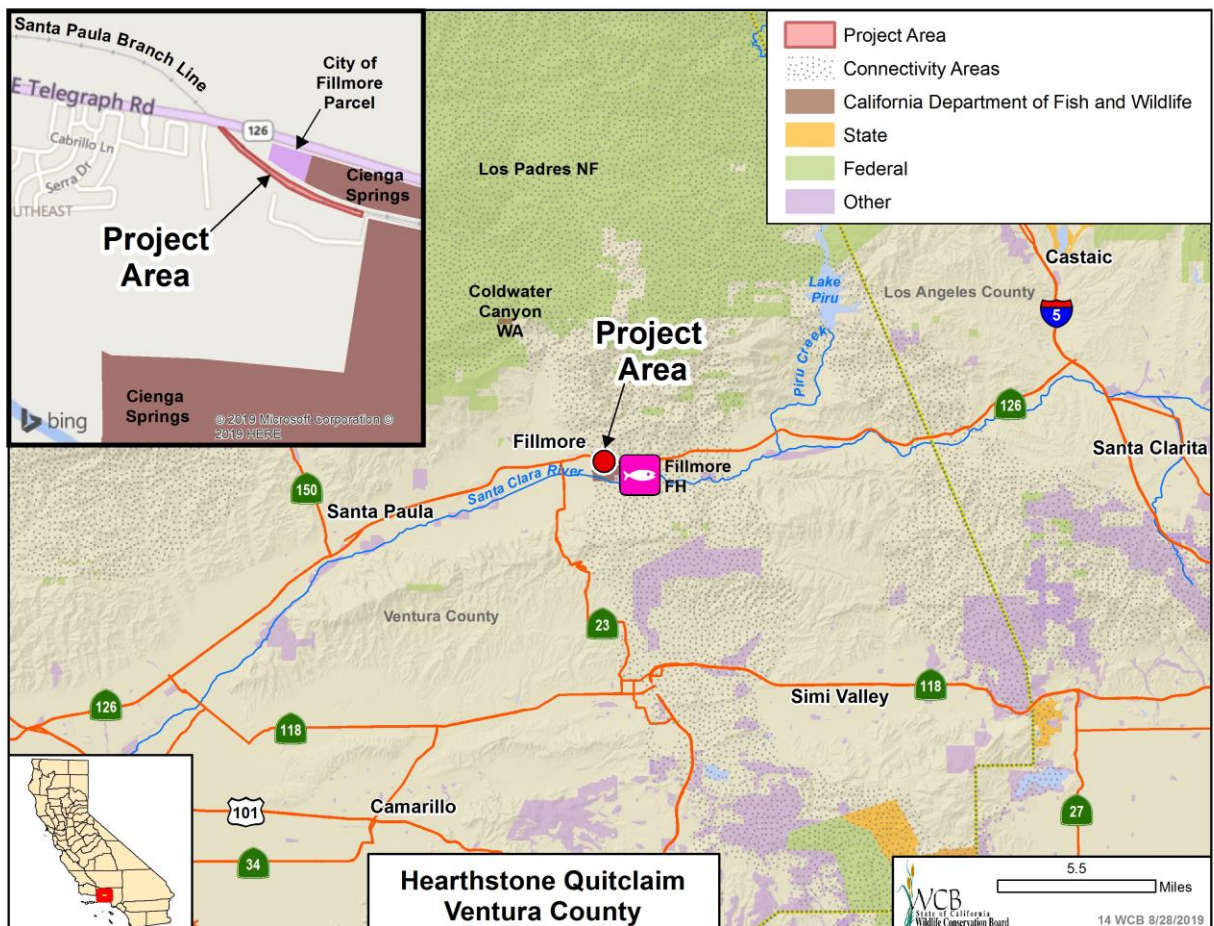 Santa Paula Branch Line
City of
Fillmore
Parcel
E Telegraph Rd
126
Cabrillo Ln
Serra Dr
UTHEAST
Cienga
Springs
Project
Area
Cienga
Springs
bing
© 2019 Microsoft Corporation ©
2019 HERE
Project Area
Connectivity Areas
California Department of Fish and Wildlife
State
Federal
Other
Los Padres NF
Castaic
Lake
Piru
Los Angeles County
5
Coldwater
Canyon
WA
Project
Area
Piru Creek
126
Fillmore
Santa Clarita
Fillmore
FH
Santa Clara River
150
Santa Paula
Ventura County
23
Simi Valley
118
126
118
27
101
Camarillo
34
Hearthstone Quitclaim
Ventura County
5.5
Miles
WCB
State of California
Wildlife Conservation Board
14 WCB 8/28/2019